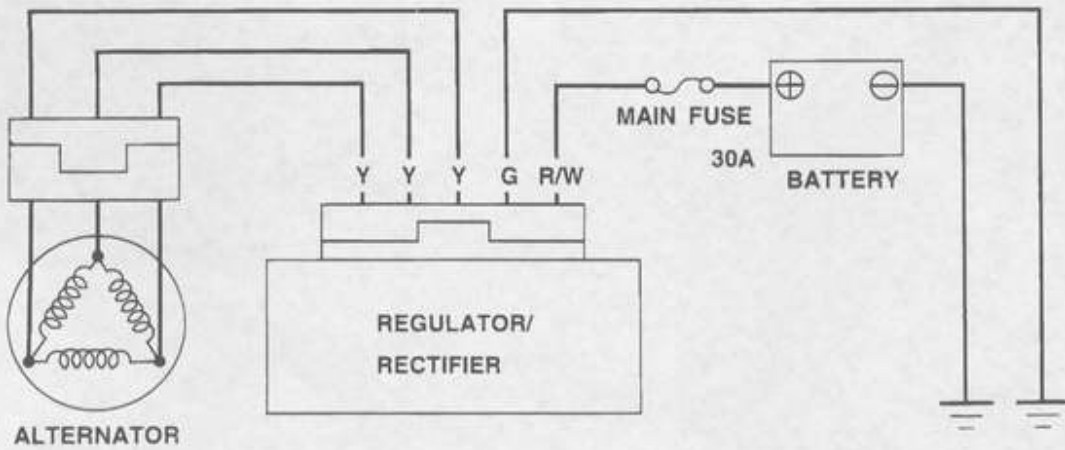 MAIN FUSE
30A
BATTERY
Y Y Y G R/W
REGULATOR/
RECTIFIER
ALTERNATOR